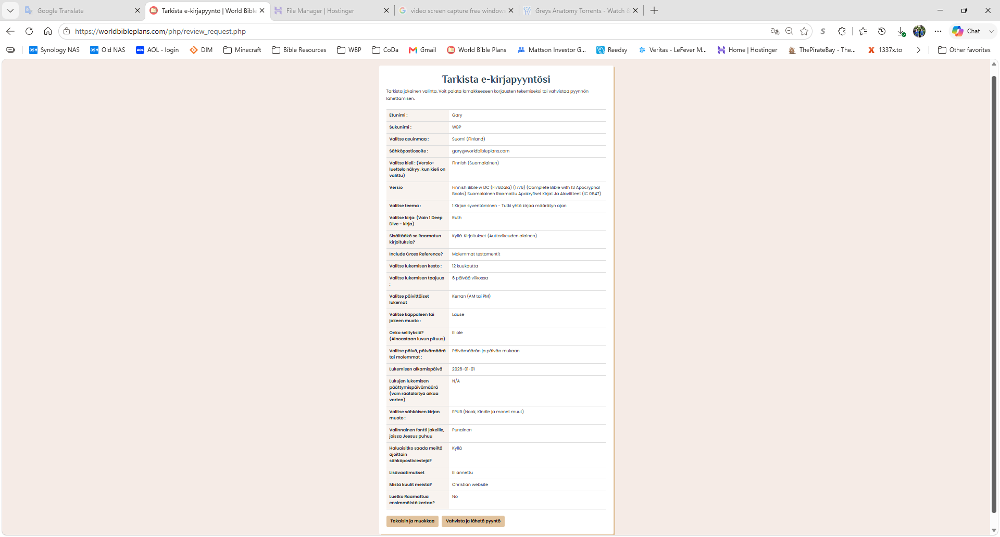 Google Translate
Tarkista e-kirjapyyntö | World Bible
File Manager | Hostinger
video screen capture free windows
Greys Anatomy Torrents - Watch &
https://worldbibleplans.com/php/review_request.php
Chat
Synology NAS
Old NAS
AOL - login
DIM
Minecraft
Bible Resources
WBP
CoDa
Gmail
World Bible Plans
Mattson Investor G...
Reedsy
Veritas - LeFever M...
Home | Hostinger
ThePirateBay - The...
1337x.to
Other favorites
Tarkista e-kirjapyyntösi
Tarkista jokainen valinta. Voit palata lomakkeeseen korjausten tekemiseksi tai vahvistaa pyynnön
lähettämisen.
Etunimi : Gary
Sukunimi : WBP
Valitse asuinmaa : Suomi (Finland)
Sähköpostiosoite : gary@worldbibleplans.com
Valitse kieli : (Versio- Finnish (Suomalainen)
luettelo näkyy, kun kieli on
valittu)
Versio Finnish Bible w DC (FI76Dala) (1776) (Complete Bible with 13 Apocryphal
Books) Suomalainen Raamattu Apokryfiset Kirjat Ja Alaviitteet (IC 0847)
Valitse teema : 1 Kirjan syventäminen - Tutki yhtä kirjaa määrätyn ajan
Valitse kirja: (Vain 1 Deep Ruth
Dive - kirja)
Sisältääkö se Raamatun Kyllä. Kirjoitukset (Auttorikeuden alainen)
kirjoituksia?
Include Cross Reference? Molemmat testamentit
Valitse lukemisen kesto : 12 kuukautta
Valitse lukemisen taajuus 6 päivää viikossa
:
Valitse päivittäiset Kerran (AM tai PM)
lukemat
Valitse kappaleen tai Lause
jakeen muoto :
Onko selityksiä? Ei ole
(Ainoastaan luvun pituus)
Valitse päivä, päivämäärä Päivämäärän ja päivän mukaan
tai molemmat :
Lukemisen alkamispäivä 2026-01-01
Lukujen lukemisen N/A
päättymispäivämäärä
(vain räätälöityä aikaa
varten)
Valitse sähköisen kirjan EPUB (Nook, Kindle ja monet muut)
muoto :
Valinnainen fontti jakeille, Punainen
joissa Jeesus puhuu
Haluaisitko saada meiltä Kyllä
ajoittain
sähköpostiviestejä?
Lisävaatimukset Ei annettu
Mistä kuulit meistä? Christian website
Luetko Raamattua No
ensimmäistä kertaa?
Takaisin ja muokkaa
Vahvista ja lähetä pyyntö